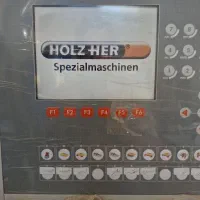 HOLZ-HER
Spezialmaschinen
F1 F2 F3 F4 F5 F6